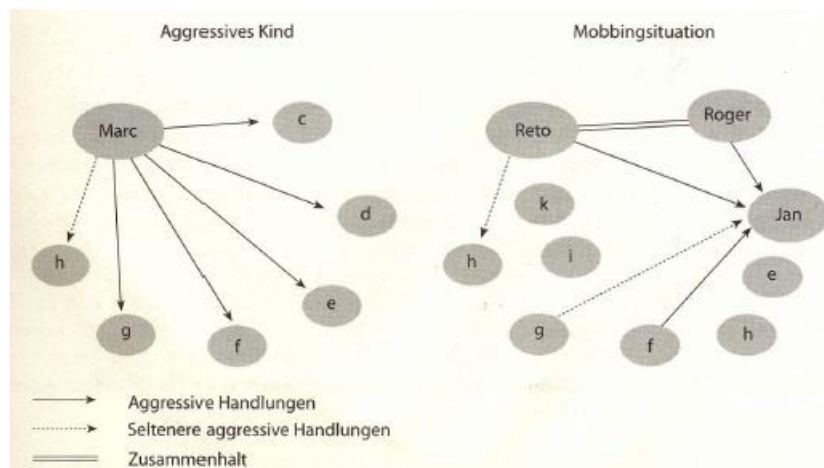 Aggressives Kind
Mobbingsituation
Marc
c
d
e
f
g
h
Reto
Roger
Jan
k
i
h
g
f
e
h
Aggressive Handlungen
Seltenere aggressive Handlungen
Zusammenhalt